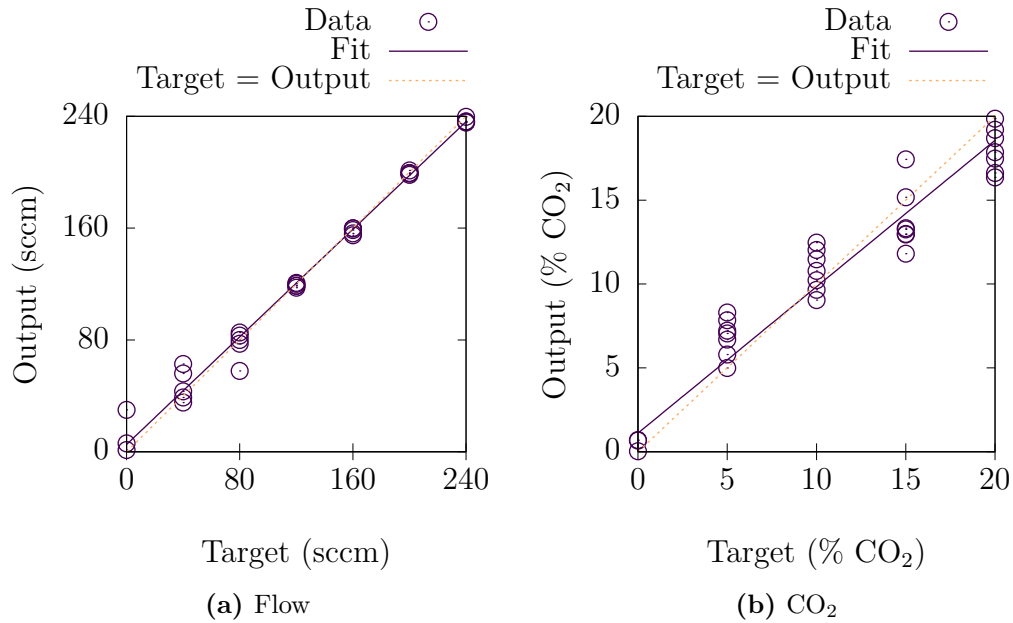 Data
Fit
Target = Output
240
160
80
0
Output (sccm)
0 80 160 240
Target (sccm)
(a) Flow
Data
Fit
Target = Output
20
15
10
5
0
Output (% CO₂)
0 5 10 15 20
Target (% CO₂)
(b) CO₂